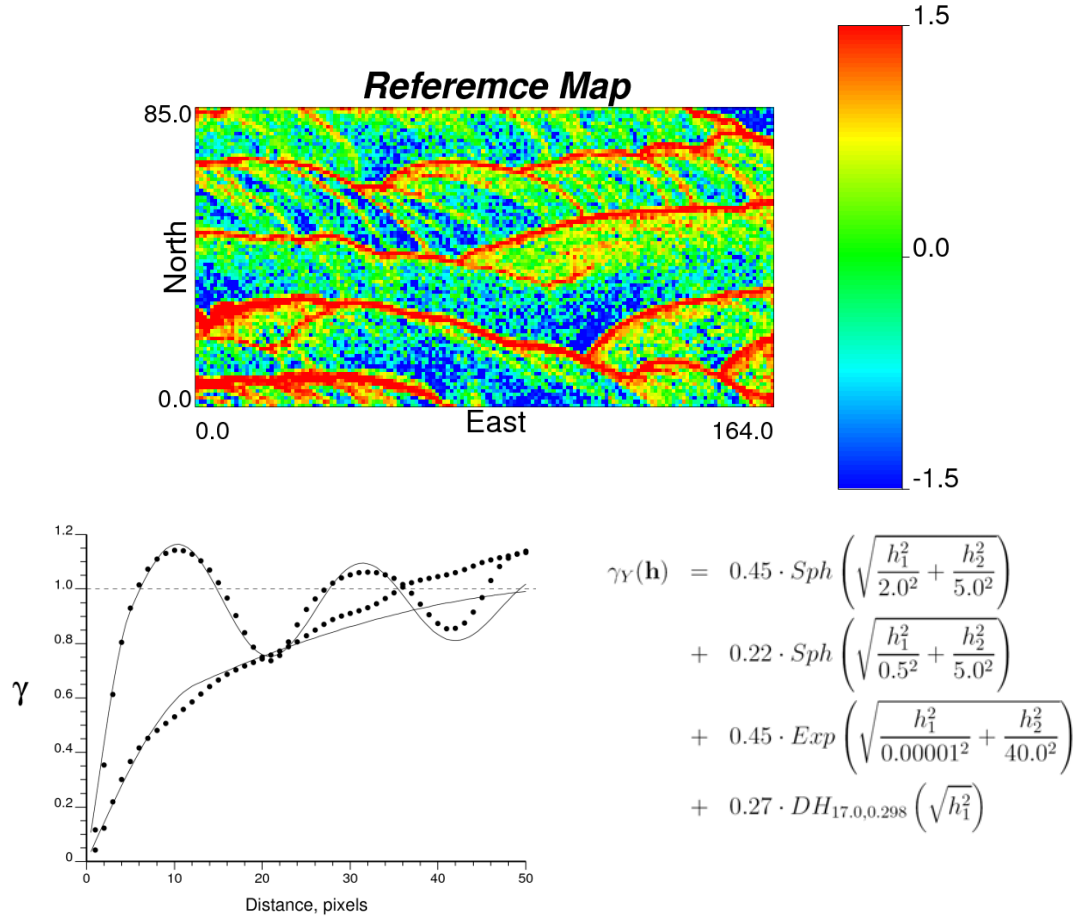 1.5
Referemce Map
85.0
North
0.0
0.0
East
164.0
0.0
-1.5
1.2
1.0
0.8
0.6
0.4
0.2
0
γ
0 10 20 30 40 50
Distance, pixels
γ_Y(h) = 0.45 · Sph (√(h_1^2/2.0^2 + h_2^2/5.0^2))
+ 0.22 · Sph (√(h_1^2/0.5^2 + h_2^2/5.0^2))
+ 0.45 · Exp (√(h_1^2/0.00001^2 + h_2^2/40.0^2))
+ 0.27 · DH_{17.0,0.298} (√(h_1^2))